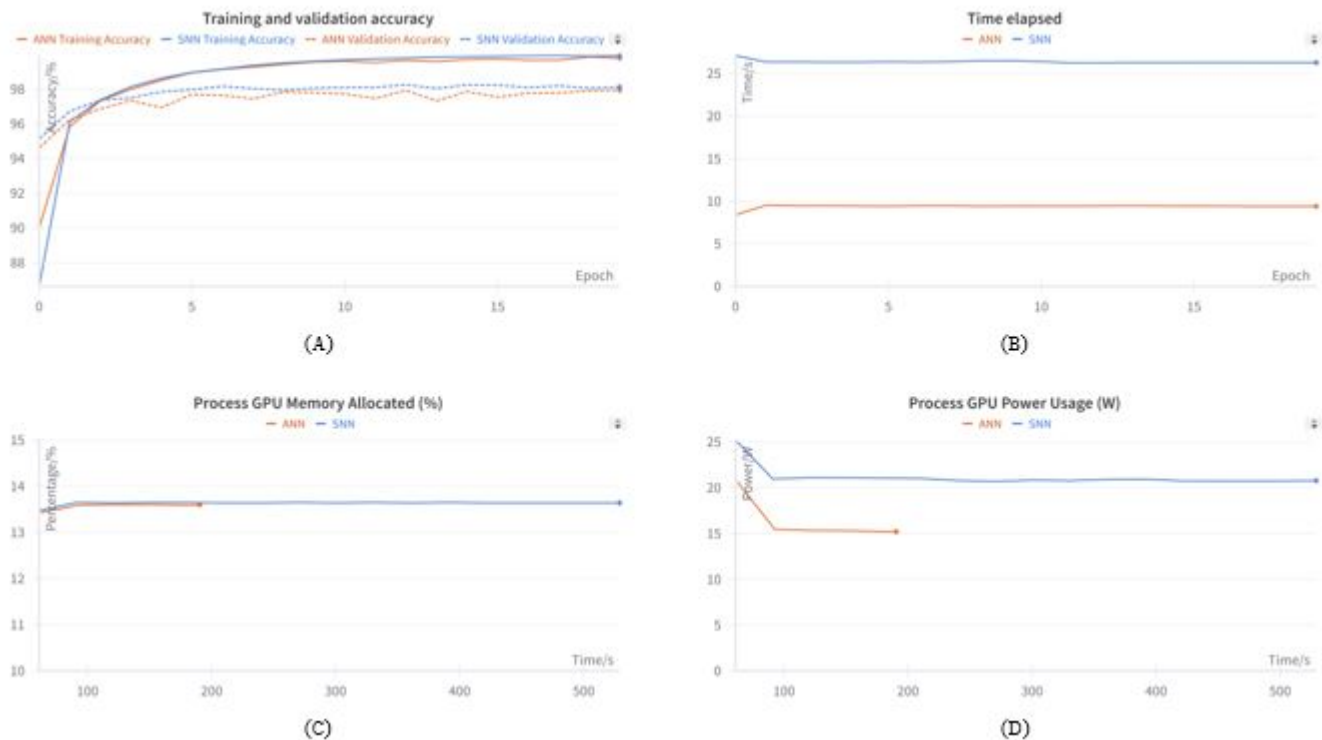 Training and validation accuracy
ANN Training Accuracy SNN Training Accuracy ANN Validation Accuracy SNN Validation Accuracy
Accuracy/%
98
96
94
92
90
88
Epoch
0 5 10 15
(A)
Time elapsed
ANN SNN
Time/s
25
20
15
10
5
0
Epoch
0 5 10 15
(B)
Process GPU Memory Allocated (%)
ANN SNN
Percentage/%
15
14
13
12
11
10
Time/s
100 200 300 400 500
(C)
Process GPU Power Usage (W)
ANN SNN
Power/W
25
20
15
10
5
0
Time/s
100 200 300 400 500
(D)